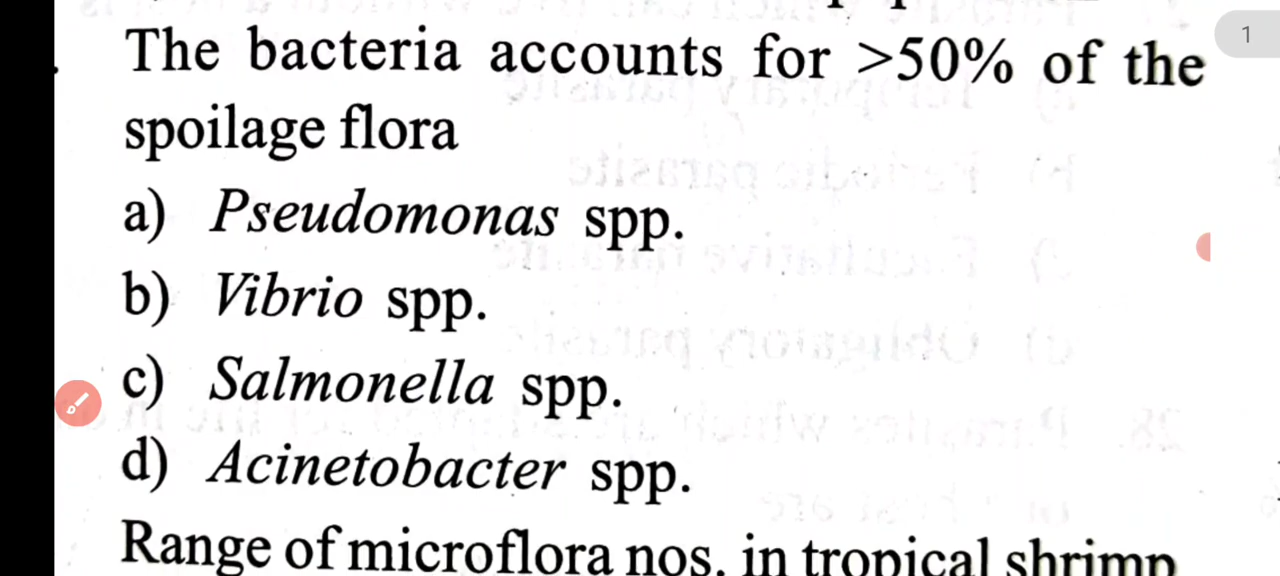 1
The bacteria accounts for >50% of the
spoilage flora
a) Pseudomonas spp.
b) Vibrio spp.
c) Salmonella spp.
d) Acinetobacter spp.
Range of microflora nos. in tropical shrimp